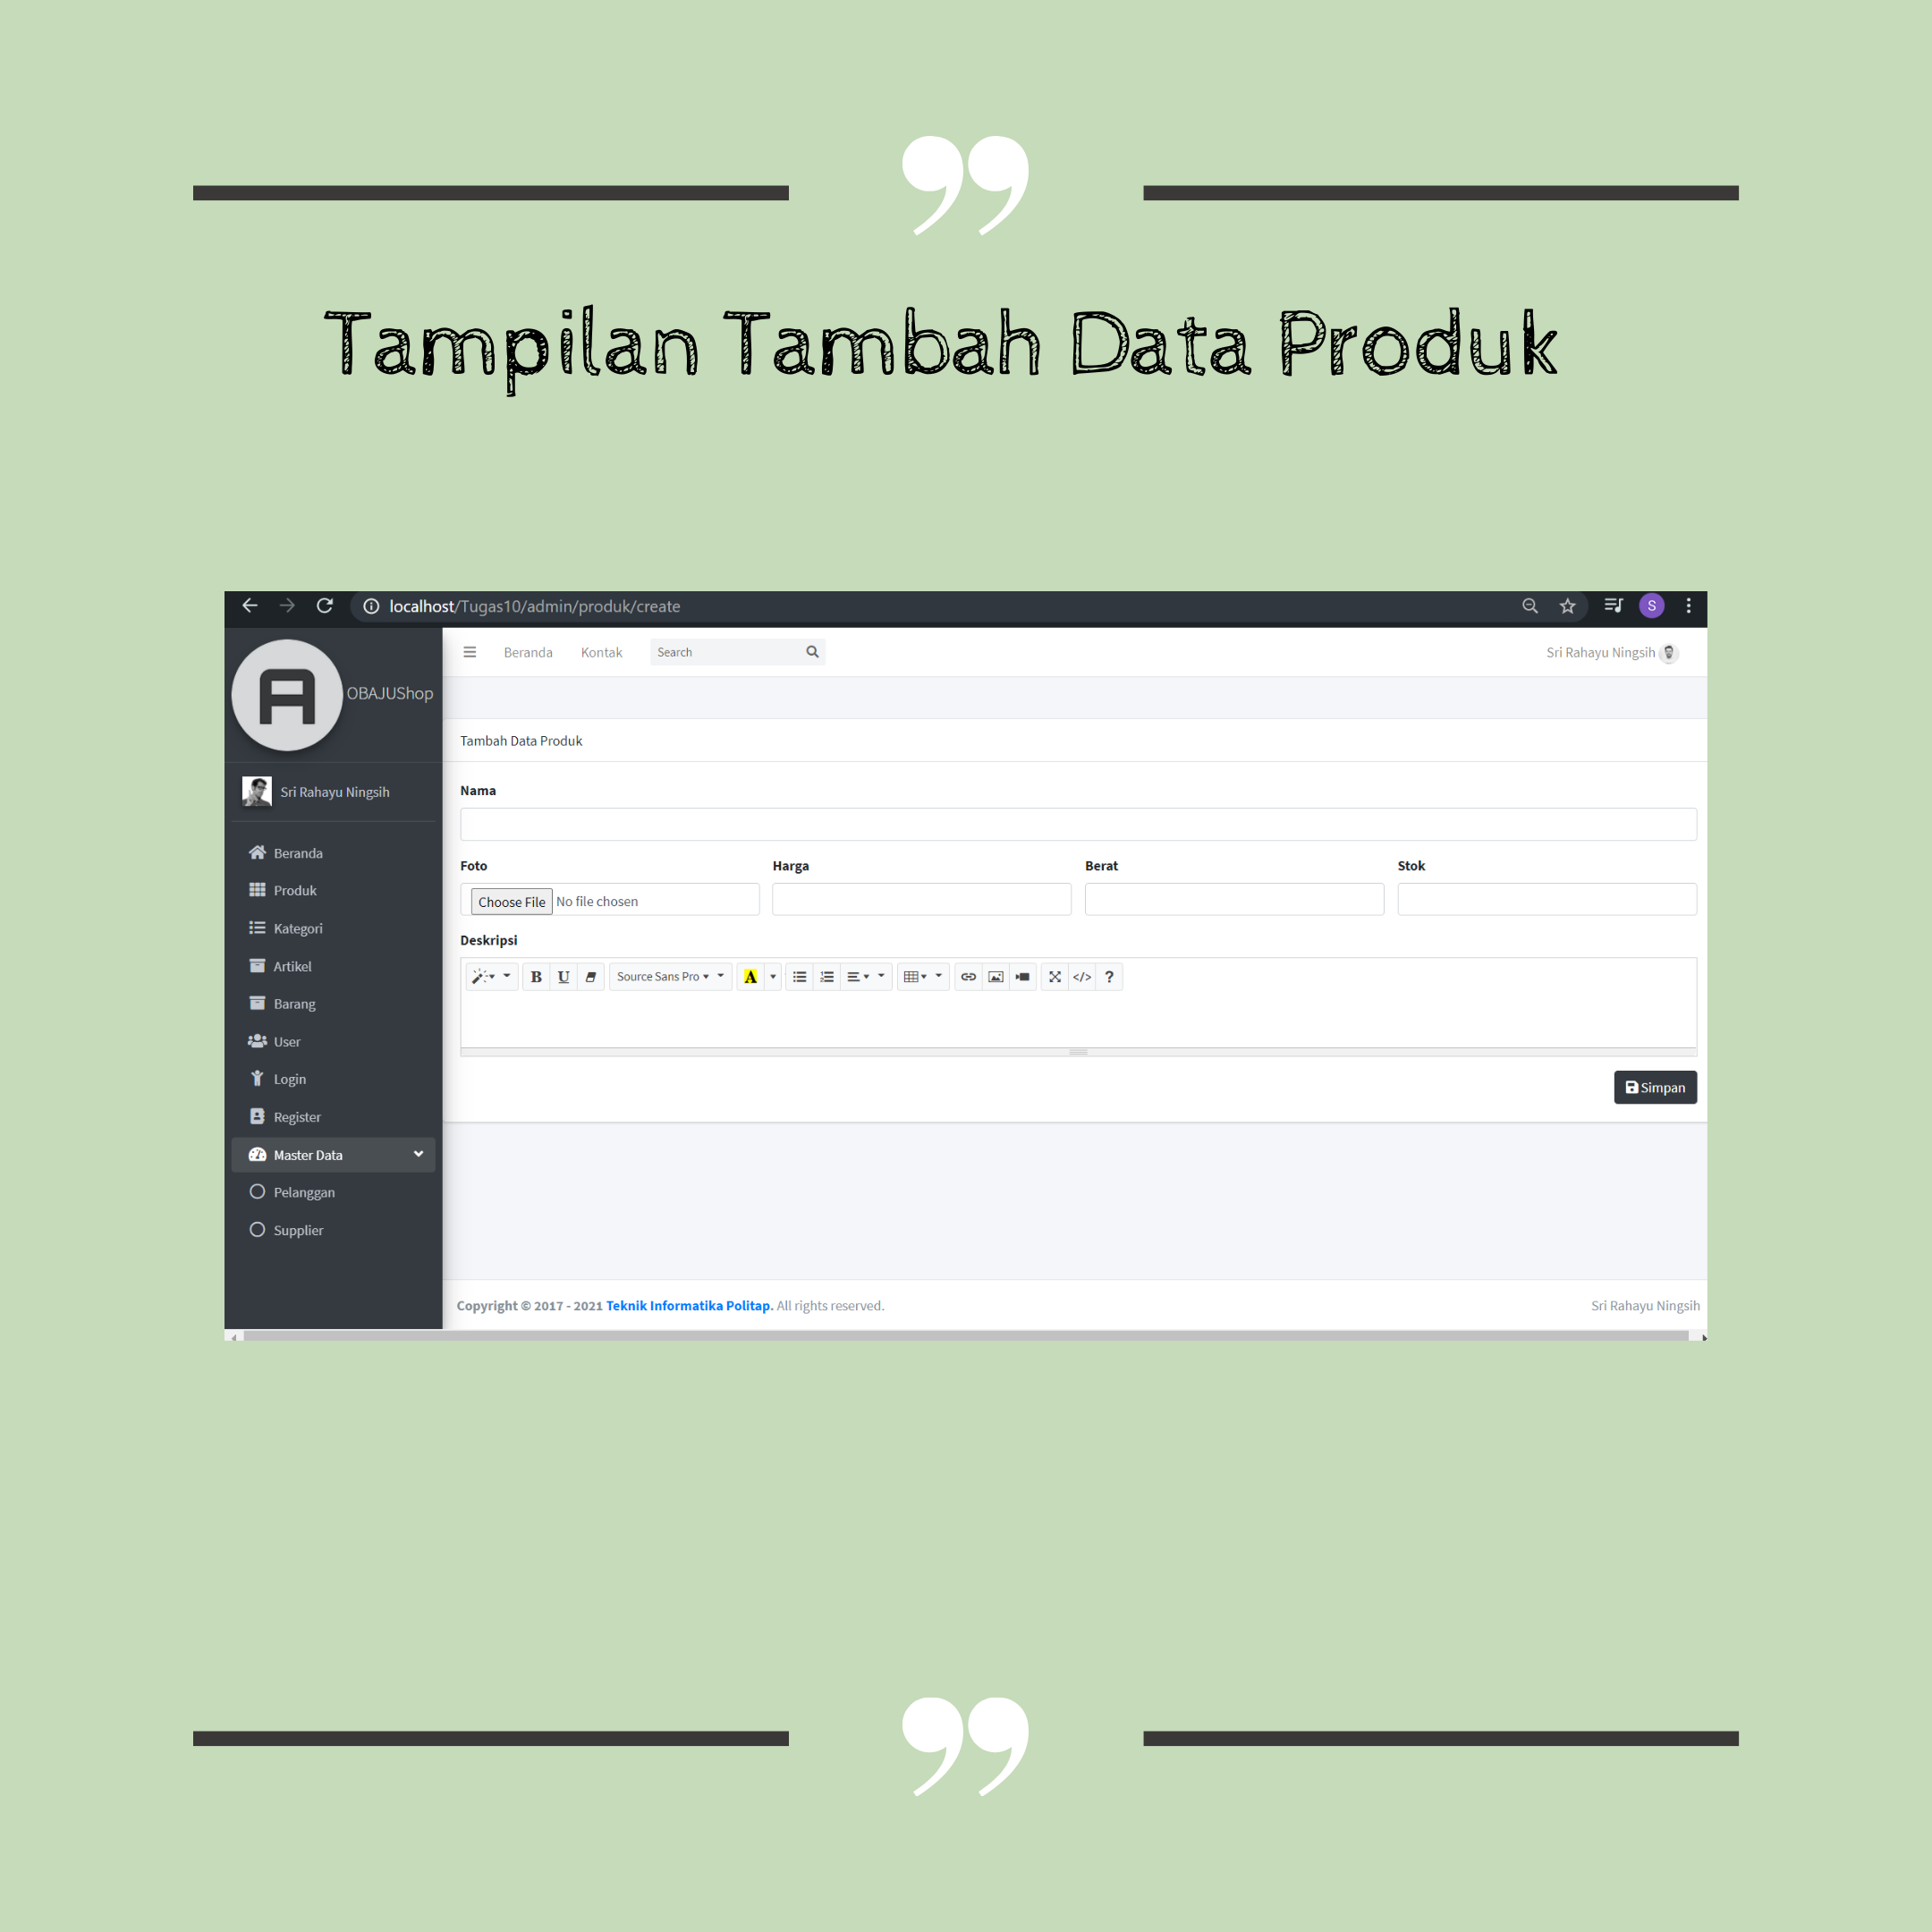 Tampilan Tambah Data Produk
localhost/Tugas10/admin/produk/create
S
A OBAJUShop
Beranda Kontak Search
Sri Rahayu Ningsih
Sri Rahayu Ningsih
Beranda
Produk
Kategori
Artikel
Barang
User
Login
Register
Master Data
Pelanggan
Supplier
Tambah Data Produk
Nama
Foto Harga Berat Stok
Choose File No file chosen
Deskripsi
B U Source Sans Pro A </> ?
Simpan
Copyright © 2017 - 2021 Teknik Informatika Politap. All rights reserved.
Sri Rahayu Ningsih